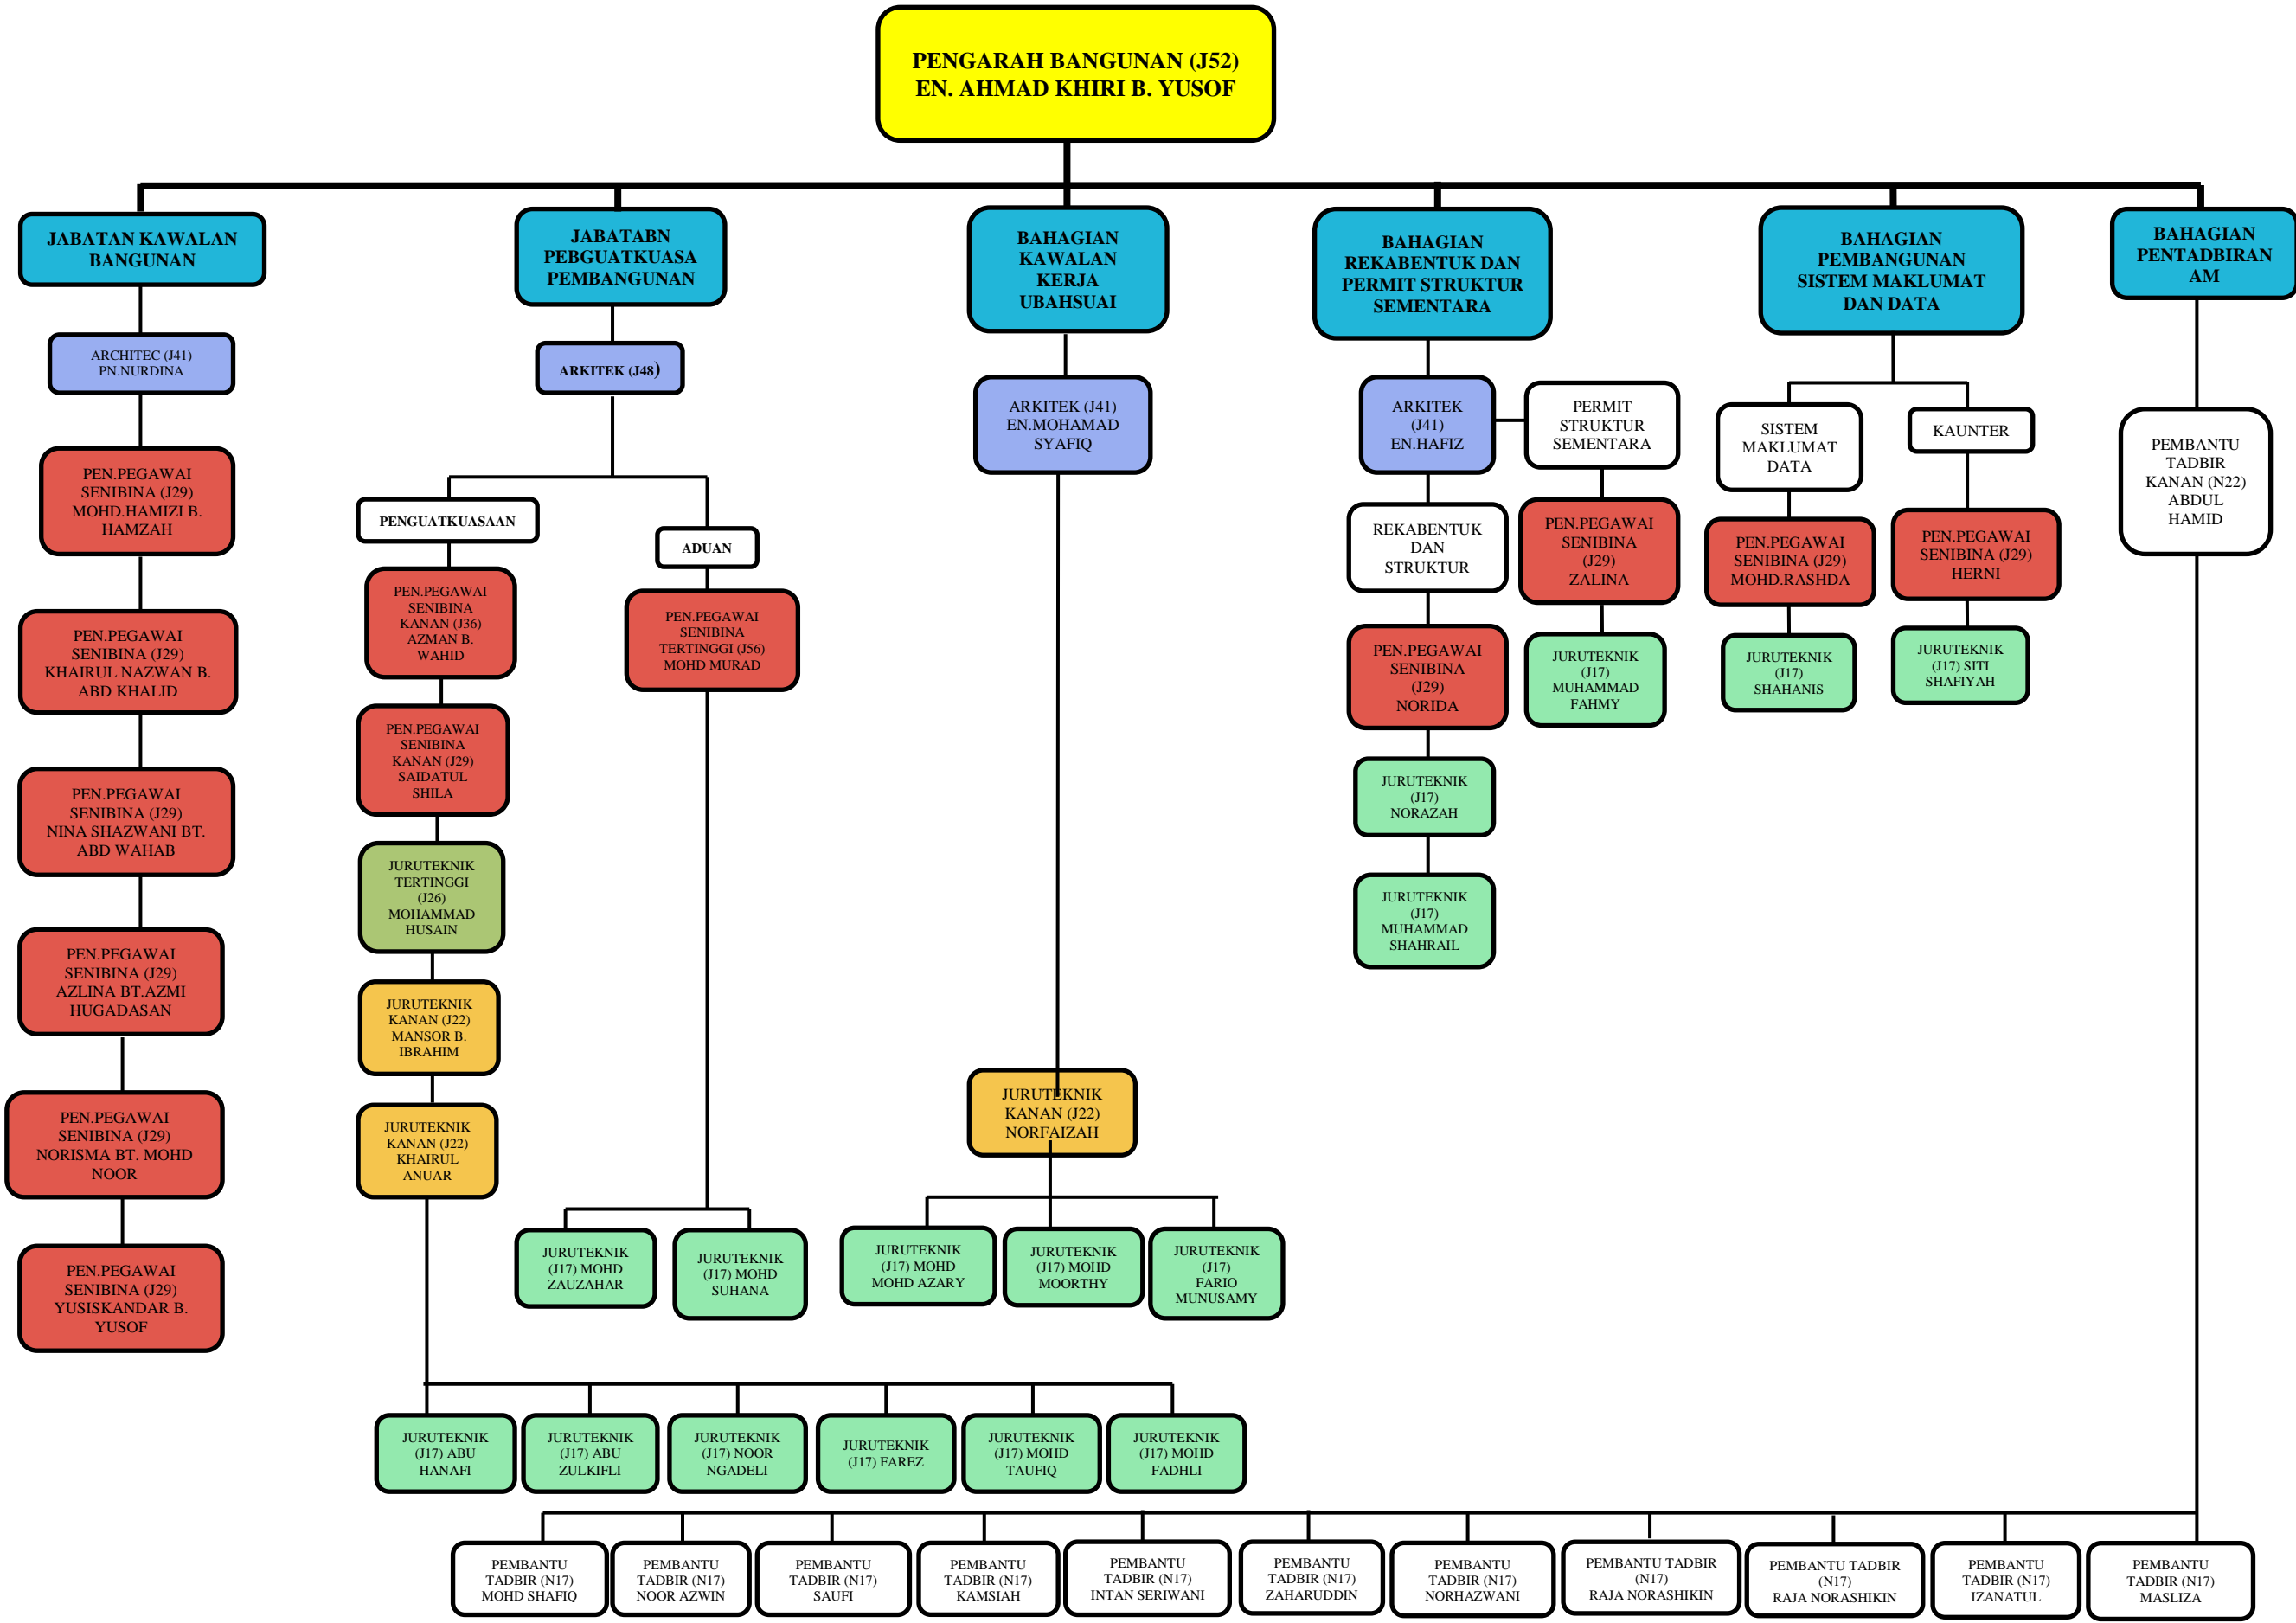 PENGARAH BANGUNAN (J52)
EN. AHMAD KHIRI B. YUSOF
JABATAN KAWALAN
BANGUNAN
JABATABN
PEBGUATKUASA
PEMBANGUNAN
BAHAGIAN
KAWALAN
KERJA
UBAHSUAI
BAHAGIAN
REKABENTUK DAN
PERMIT STRUKTUR
SEMENTARA
BAHAGIAN
PEMBANGUNAN
SISTEM MAKLUMAT
DAN DATA
BAHAGIAN
PENTADBIRAN
AM
ARCHITEC (J41)
PN.NURDINA
PEN.PEGAWAI
SENIBINA (J29)
MOHD.HAMIZI B.
HAMZAH
PEN.PEGAWAI
SENIBINA (J29)
KHAIRUL NAZWAN B.
ABD KHALID
PEN.PEGAWAI
SENIBINA (J29)
NINA SHAZWANI BT.
ABD WAHAB
PEN.PEGAWAI
SENIBINA (J29)
AZLINA BT.AZMI
HUGADASAN
PEN.PEGAWAI
SENIBINA (J29)
NORISMA BT. MOHD
NOOR
PEN.PEGAWAI
SENIBINA (J29)
YUSISKANDAR B.
YUSOF
ARKITEK (J48)
PENGUATKUASAAN
PEN.PEGAWAI
SENIBINA
KANAN (J36)
AZMAN B.
WAHID
PEN.PEGAWAI
SENIBINA
KANAN (J29)
SAIDATUL
SHILA
JURUTEKNIK
TERTINGGI
(J26)
MOHAMMAD
HUSAIN
JURUTEKNIK
KANAN (J22)
MANSOR B.
IBRAHIM
JURUTEKNIK
KANAN (J22)
KHAIRUL
ANUAR
ADUAN
PEN.PEGAWAI
SENIBINA
TERTINGGI (J56)
MOHD MURAD
JURUTEKNIK
(J17) MOHD
ZAUZAHAR
JURUTEKNIK
(J17) MOHD
SUHANA
ARKITEK (J41)
EN.MOHAMAD
SYAFIQ
JURUTEKNIK
KANAN (J22)
NORFAIZAH
JURUTEKNIK
(J17) MOHD
MOHD AZARY
JURUTEKNIK
(J17) MOHD
MOORTHY
JURUTEKNIK
(J17)
FARIO
MUNUSAMY
ARKITEK
(J41)
EN.HAFIZ
REKABENTUK
DAN
STRUKTUR
PEN.PEGAWAI
SENIBINA
(J29)
NORIDA
JURUTEKNIK
(J17)
NORAZAH
JURUTEKNIK
(J17)
MUHAMMAD
SHAHRAIL
PERMIT
STRUKTUR
SEMENTARA
PEN.PEGAWAI
SENIBINA
(J29)
ZALINA
JURUTEKNIK
(J17)
MUHAMMAD
FAHMY
SISTEM
MAKLUMAT
DATA
PEN.PEGAWAI
SENIBINA (J29)
MOHD.RASHDA
JURUTEKNIK
(J17)
SHAHANIS
KAUNTER
PEN.PEGAWAI
SENIBINA (J29)
HERNI
JURUTEKNIK
(J17) SITI
SHAFIYAH
PEMBANTU
TADBIR
KANAN (N22)
ABDUL
HAMID
JURUTEKNIK
(J17) ABU
HANAFI
JURUTEKNIK
(J17) ABU
ZULKIFLI
JURUTEKNIK
(J17) NOOR
NGADELI
JURUTEKNIK
(J17) FAREZ
JURUTEKNIK
(J17) MOHD
TAUFIQ
JURUTEKNIK
(J17) MOHD
FADHLI
PEMBANTU
TADBIR (N17)
MOHD SHAFIQ
PEMBANTU
TADBIR (N17)
NOOR AZWIN
PEMBANTU
TADBIR (N17)
SAUFI
PEMBANTU
TADBIR (N17)
KAMSIAH
PEMBANTU
TADBIR (N17)
INTAN SERIWANI
PEMBANTU
TADBIR (N17)
ZAHARUDDIN
PEMBANTU
TADBIR (N17)
NORHAZWANI
PEMBANTU TADBIR
(N17)
RAJA NORASHIKIN
PEMBANTU TADBIR
(N17)
RAJA NORASHIKIN
PEMBANTU
TADBIR (N17)
IZANATUL
PEMBANTU
TADBIR (N17)
MASLIZA